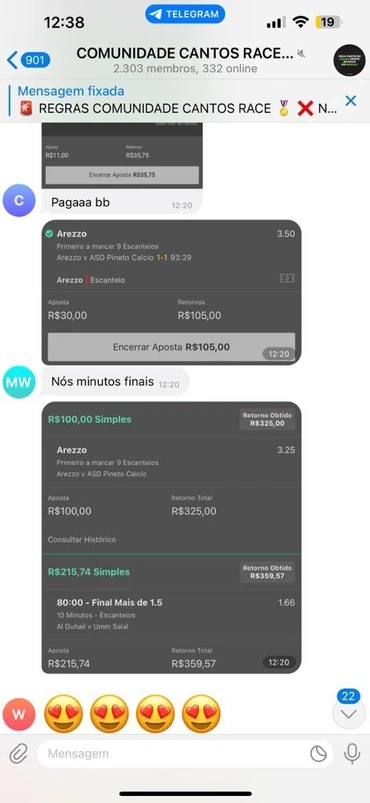 12:38
TELEGRAM
19
901
COMUNIDADE CANTOS RACE...
2.303 membros, 332 online
Mensagem fixada
🚨 REGRAS COMUNIDADE CANTOS RACE 🏅 ❌ N...
Aposta
Retornos
R$11,00
R$35,75
Encerrar Aposta R$35,75
C
Pagaaa bb
12:20
Arezzo
3.50
Primeiro a marcar 9 Escanteios
Arezzo v ASD Pineto Calcio 1-1 93:29
Arezzo Escanteio
Aposta
Retornos
R$30,00
R$105,00
Encerrar Aposta R$105,00
12:20
MW
Nós minutos finais
12:20
R$100,00 Simples
Retorno Obtido
R$325,00
Arezzo
3.25
Primeiro a marcar 9 Escanteios
Arezzo v ASD Pineto Calcio
Aposta
Retorno Total
R$100,00
R$325,00
Consultar Histórico
R$215,74 Simples
Retorno Obtido
R$359,57
80:00 - Final Mais de 1.5
1.66
10 Minutos - Escanteios
Al Duhail v Umm Salal
Aposta
Retorno Total
R$215,74
R$359,57
12:20
W
😍 😍 😍 😍
22
Mensagem